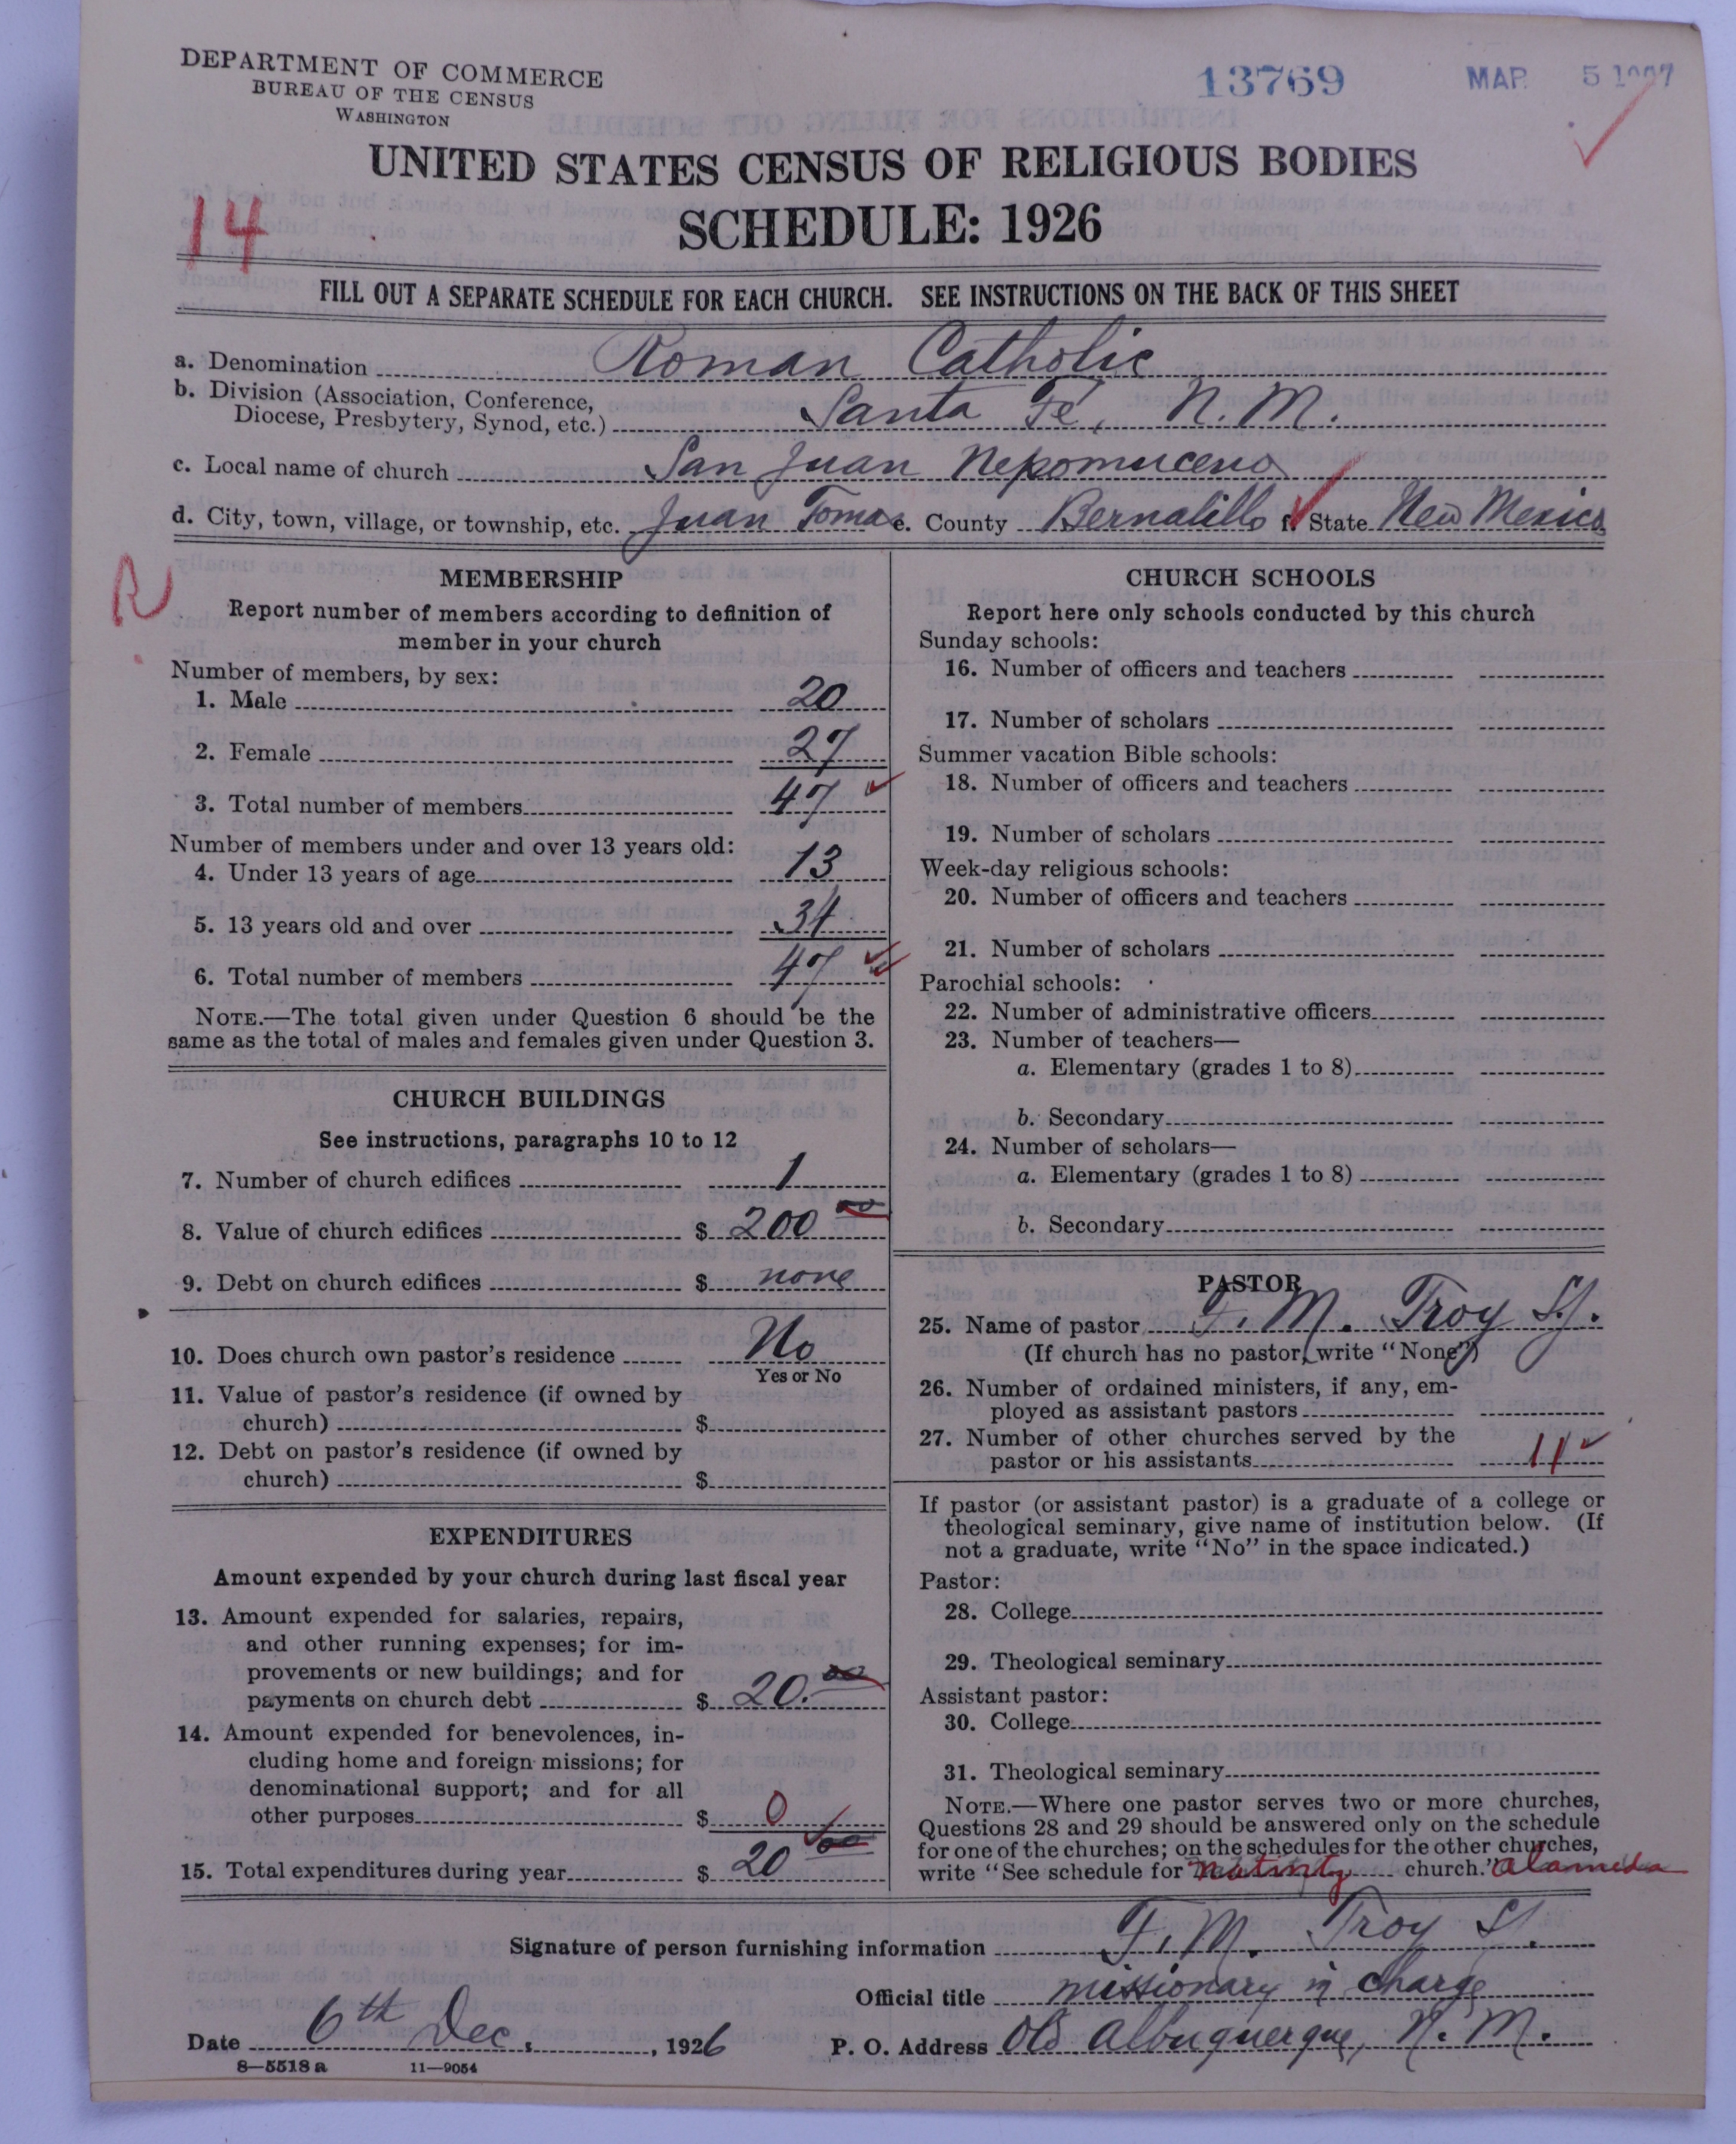 DEPARTMENT OF COMMERCE
BUREAU OF THE CENSUS
WASHINGTON
13769
MAR 5
UNITED STATES CENSUS OF RELIGIOUS BODIES
14
SCHEDULE: 1926
FILL OUT A SEPARATE SCHEDULE FOR EACH CHURCH. SEE INSTRUCTIONS ON THE BACK OF THIS SHEET
a. Denomination Roman Catholic
b. Division (Association, Conference,
Diocese, Presbytery, Synod, etc.) Santa Fé, N. M.
c. Local name of church San Juan Nepomuceno
d. City, town, village, or township, etc. Juan Tomas e. County Bernalillo f. State New Mexico
R
MEMBERSHIP
Report number of members according to definition of
member in your church
Number of members, by sex:
1. Male 20
2. Female 27
3. Total number of members 47
Number of members under and over 13 years old:
4. Under 13 years of age 13
5. 13 years old and over 34
6. Total number of members 47
NOTE.—The total given under Question 6 should be the
same as the total of males and females given under Question 3.
CHURCH BUILDINGS
See instructions, paragraphs 10 to 12
7. Number of church edifices 1
8. Value of church edifices $ 200 00
9. Debt on church edifices $ none
10. Does church own pastor's residence No
Yes or No
11. Value of pastor's residence (if owned by
church) $
12. Debt on pastor's residence (if owned by
church) $
EXPENDITURES
Amount expended by your church during last fiscal year
13. Amount expended for salaries, repairs,
and other running expenses; for im-
provements or new buildings; and for
payments on church debt $ 20. 00
14. Amount expended for benevolences, in-
cluding home and foreign missions; for
denominational support; and for all
other purposes $ 0
15. Total expenditures during year $ 20 00
CHURCH SCHOOLS
Report here only schools conducted by this church
Sunday schools:
16. Number of officers and teachers
17. Number of scholars
Summer vacation Bible schools:
18. Number of officers and teachers
19. Number of scholars
Week-day religious schools:
20. Number of officers and teachers
21. Number of scholars
Parochial schools:
22. Number of administrative officers
23. Number of teachers—
a. Elementary (grades 1 to 8)
b. Secondary
24. Number of scholars—
a. Elementary (grades 1 to 8)
b. Secondary
PASTOR
25. Name of pastor F. M. Troy S.J.
(If church has no pastor, write "None")
26. Number of ordained ministers, if any, em-
ployed as assistant pastors
27. Number of other churches served by the
pastor or his assistants 11
If pastor (or assistant pastor) is a graduate of a college or
theological seminary, give name of institution below. (If
not a graduate, write "No" in the space indicated.)
Pastor:
28. College
29. Theological seminary
Assistant pastor:
30. College
31. Theological seminary
NOTE.—Where one pastor serves two or more churches,
Questions 28 and 29 should be answered only on the schedule
for one of the churches; on the schedules for the other churches,
write "See schedule for Nativity church." Alameda
Signature of person furnishing information F. M. Troy S.J.
Official title missionary in charge
Date 6th Dec., 1926 P. O. Address Old Albuquerque, N. M.
8—5518 a 11—9054